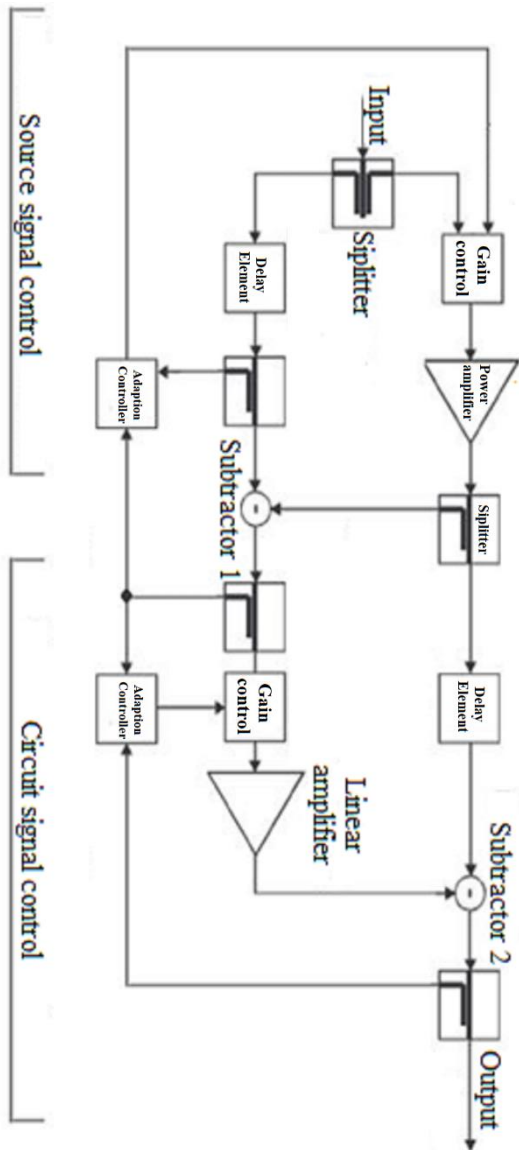 Input
Siplitter
Gain
control
Power
amplifier
Siplitter
Delay
Element
Subtractor 2
Output
Delay
Element
Subtractor 1
Gain
control
Linear
amplifier
Adaption
Controller
Adaption
Controller
Source signal control
Circuit signal control